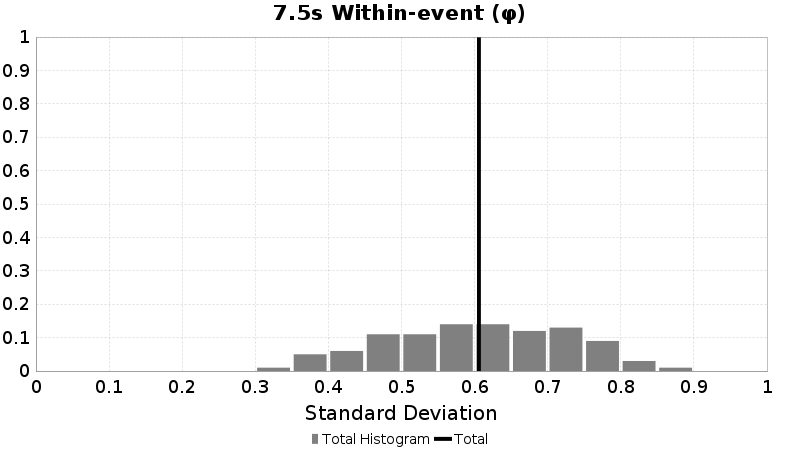 7.5s Within-event (φ)
1
0.9
0.8
0.7
0.6
0.5
0.4
0.3
0.2
0.1
0
0 0.1 0.2 0.3 0.4 0.5 0.6 0.7 0.8 0.9 1
Standard Deviation
Total Histogram Total